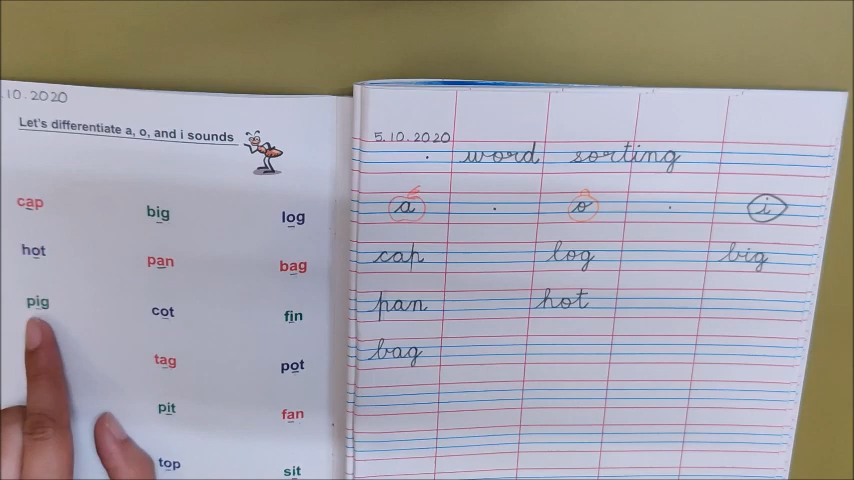 .10.2020
Let's differentiate a, o, and i sounds
cap big log
hot pan bag
pig cot fin
tag pot
pit fan
top sit
5.10.2020
word sorting
a o i
cap log big
pan hot
bag